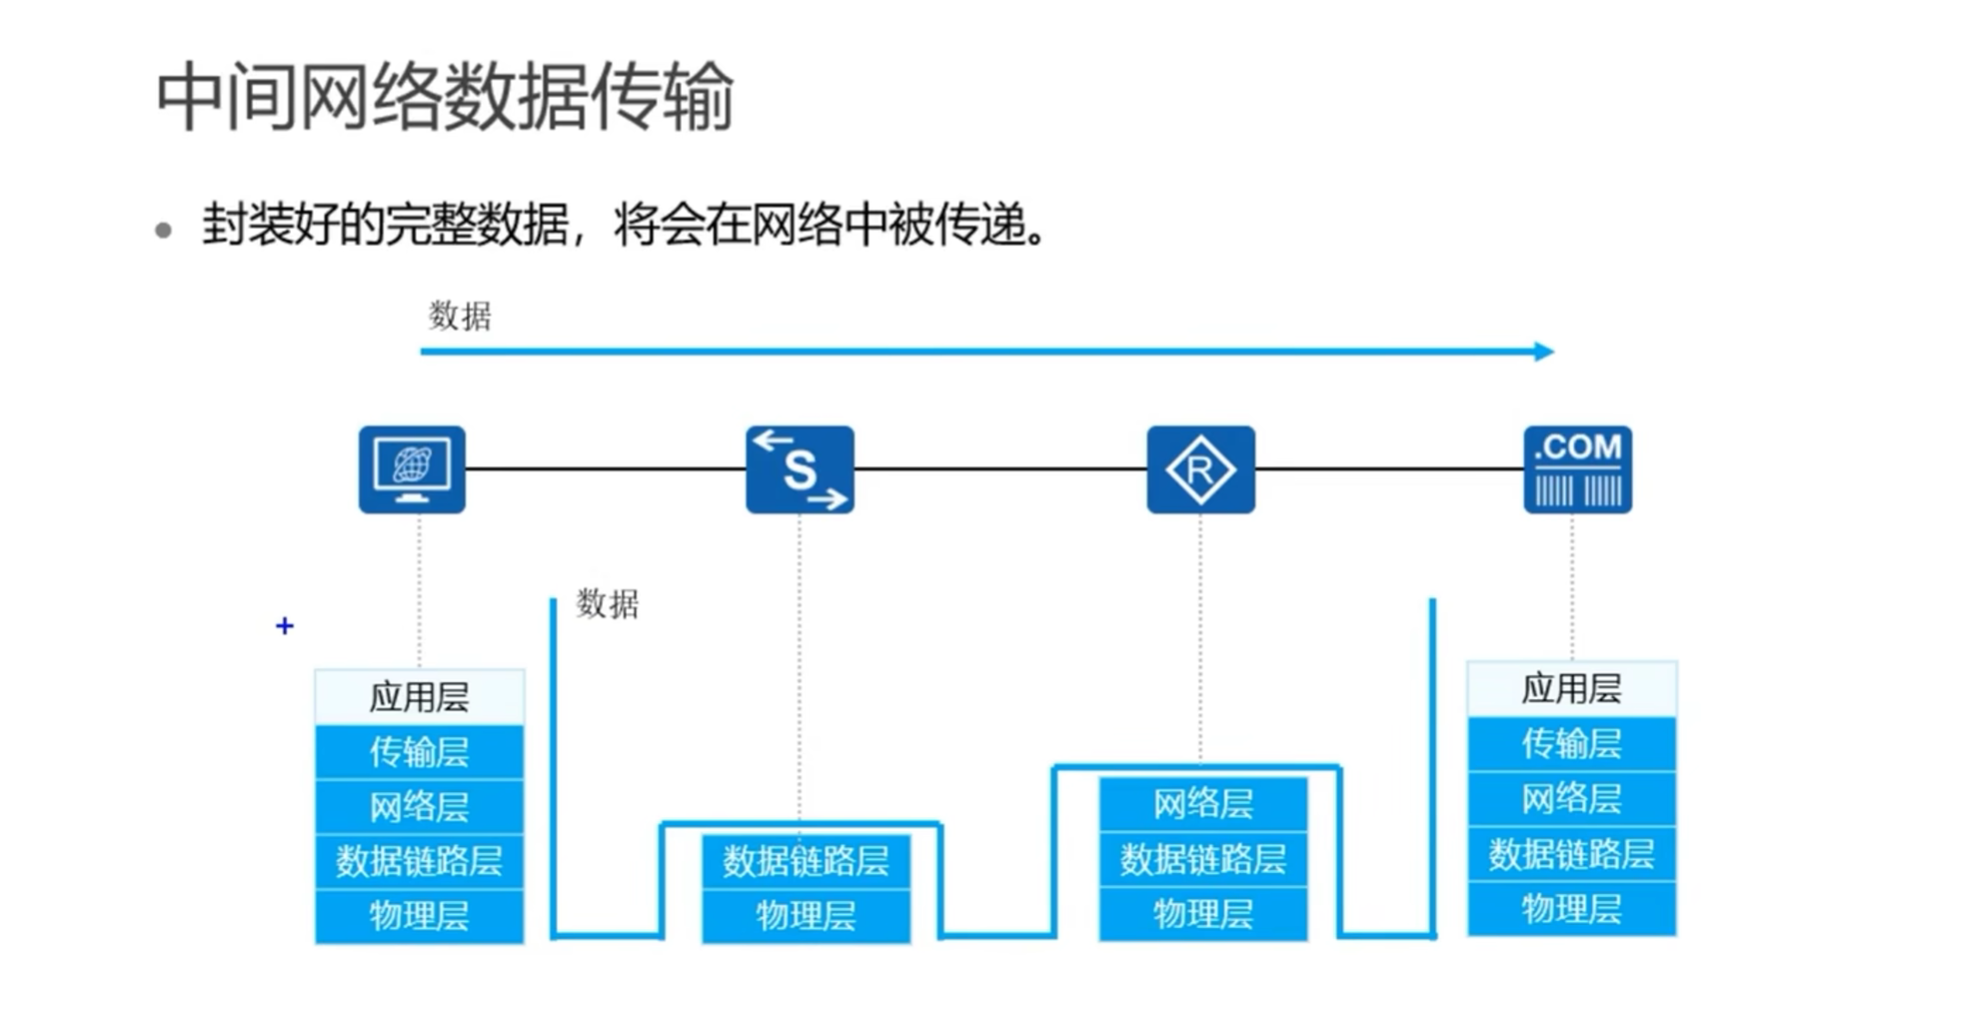 中间网络数据传输
封装好的完整数据，将会在网络中被传递。
数据
S
R
.COM
数据
应用层
传输层
网络层
数据链路层
物理层
数据链路层
物理层
网络层
数据链路层
物理层
应用层
传输层
网络层
数据链路层
物理层